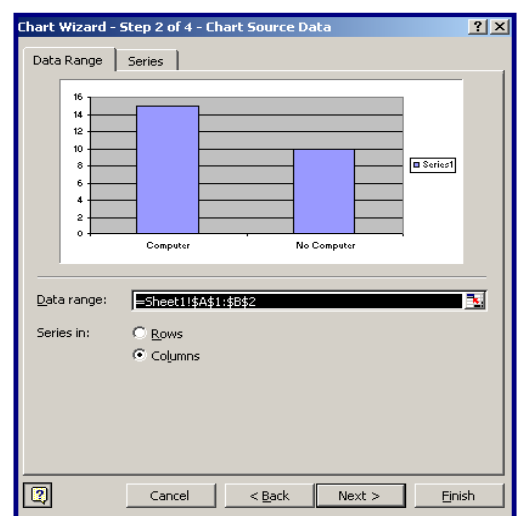 Chart Wizard - Step 2 of 4 - Chart Source Data
Data Range Series
16
14
12
10
8
6
4
2
0
Series1
Computer No Computer
Data range: =Sheet1!$A$1:$B$2
Series in: Rows
Columns
Cancel < Back Next > Finish